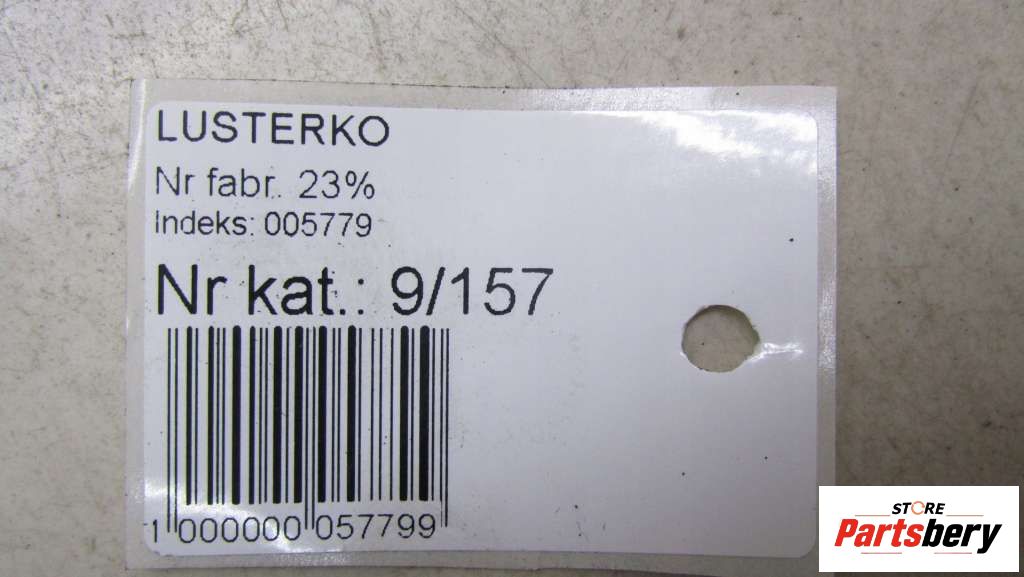 LUSTERKO
Nr fabr. 23%
Indeks: 005779
Nr kat.: 9/157
1 000000 057799
STORE
Partsbery